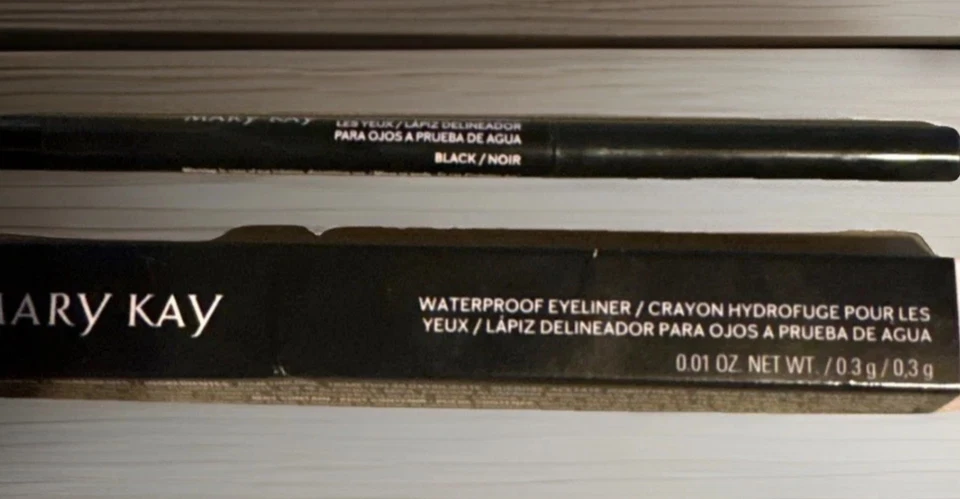 MARY KAY
LES YEUX / LÁPIZ DELINEADOR
PARA OJOS A PRUEBA DE AGUA
BLACK / NOIR
MARY KAY
WATERPROOF EYELINER / CRAYON HYDROFUGE POUR LES
YEUX / LÁPIZ DELINEADOR PARA OJOS A PRUEBA DE AGUA
0.01 OZ. NET WT. / 0.3 g / 0,3 g